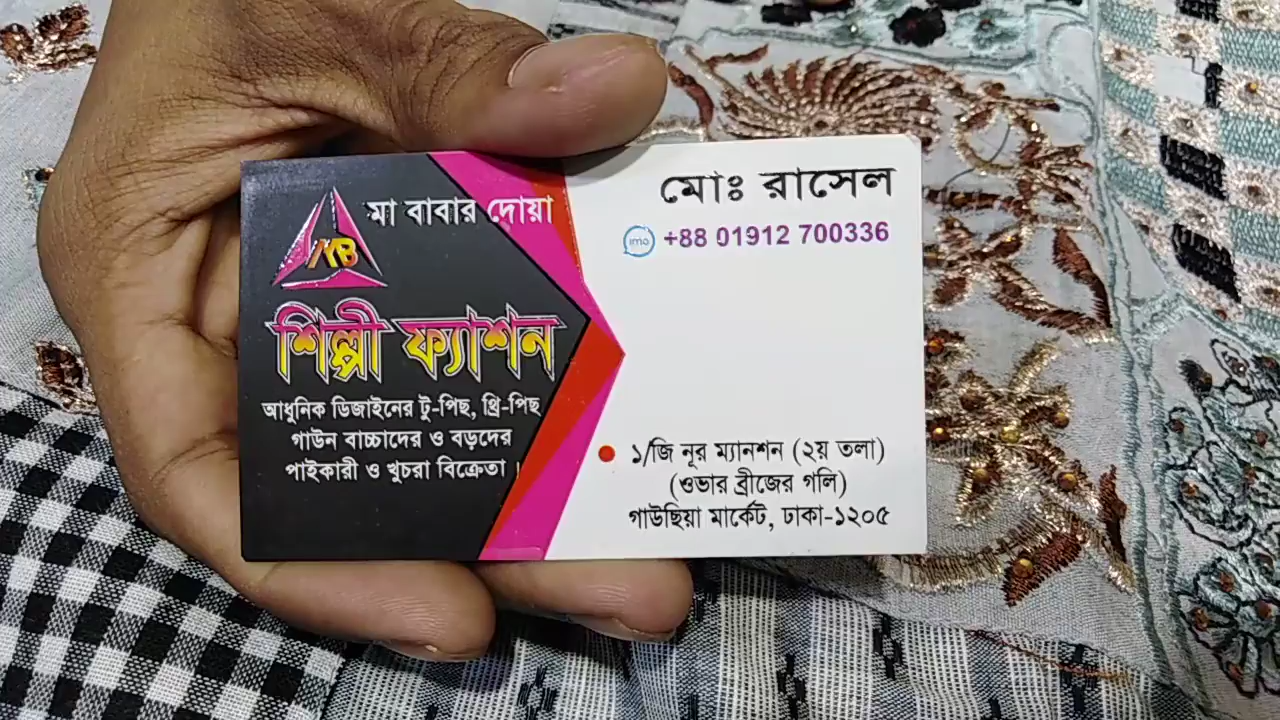 মা বাবার দোয়া
শিল্পী ফ্যাশন
আধুনিক ডিজাইনের টু-পিছ, থ্রি-পিছ
গাউন বাচ্চাদের ও বড়দের
পাইকারী ও খুচরা বিক্রেতা।
মোঃ রাসেল
imo +88 01912 700336
১/জি নূর ম্যানশন (২য় তলা)
(ওভার ব্রীজের গলি)
গাউছিয়া মার্কেট, ঢাকা-১২০৫